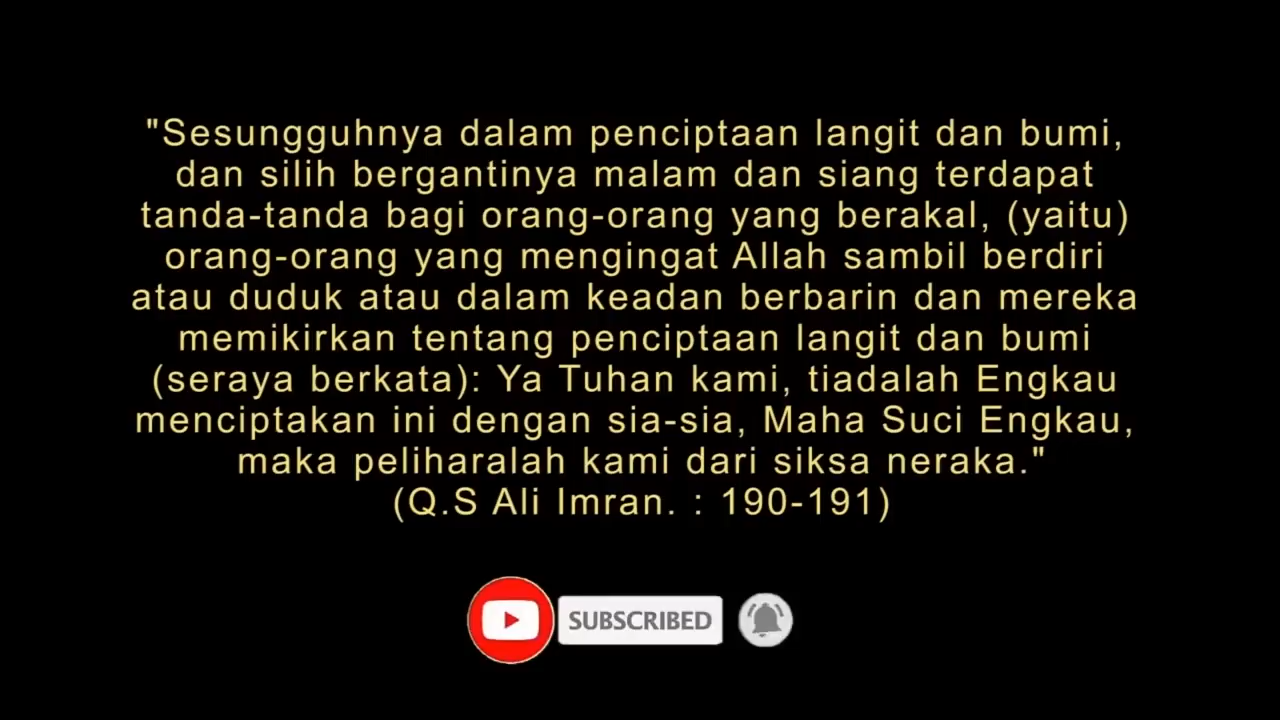 "Sesungguhnya dalam penciptaan langit dan bumi,
dan silih bergantinya malam dan siang terdapat
tanda-tanda bagi orang-orang yang berakal, (yaitu)
orang-orang yang mengingat Allah sambil berdiri
atau duduk atau dalam keadan berbarin dan mereka
memikirkan tentang penciptaan langit dan bumi
(seraya berkata): Ya Tuhan kami, tiadalah Engkau
menciptakan ini dengan sia-sia, Maha Suci Engkau,
maka peliharalah kami dari siksa neraka."
(Q.S Ali Imran. : 190-191)
SUBSCRIBED